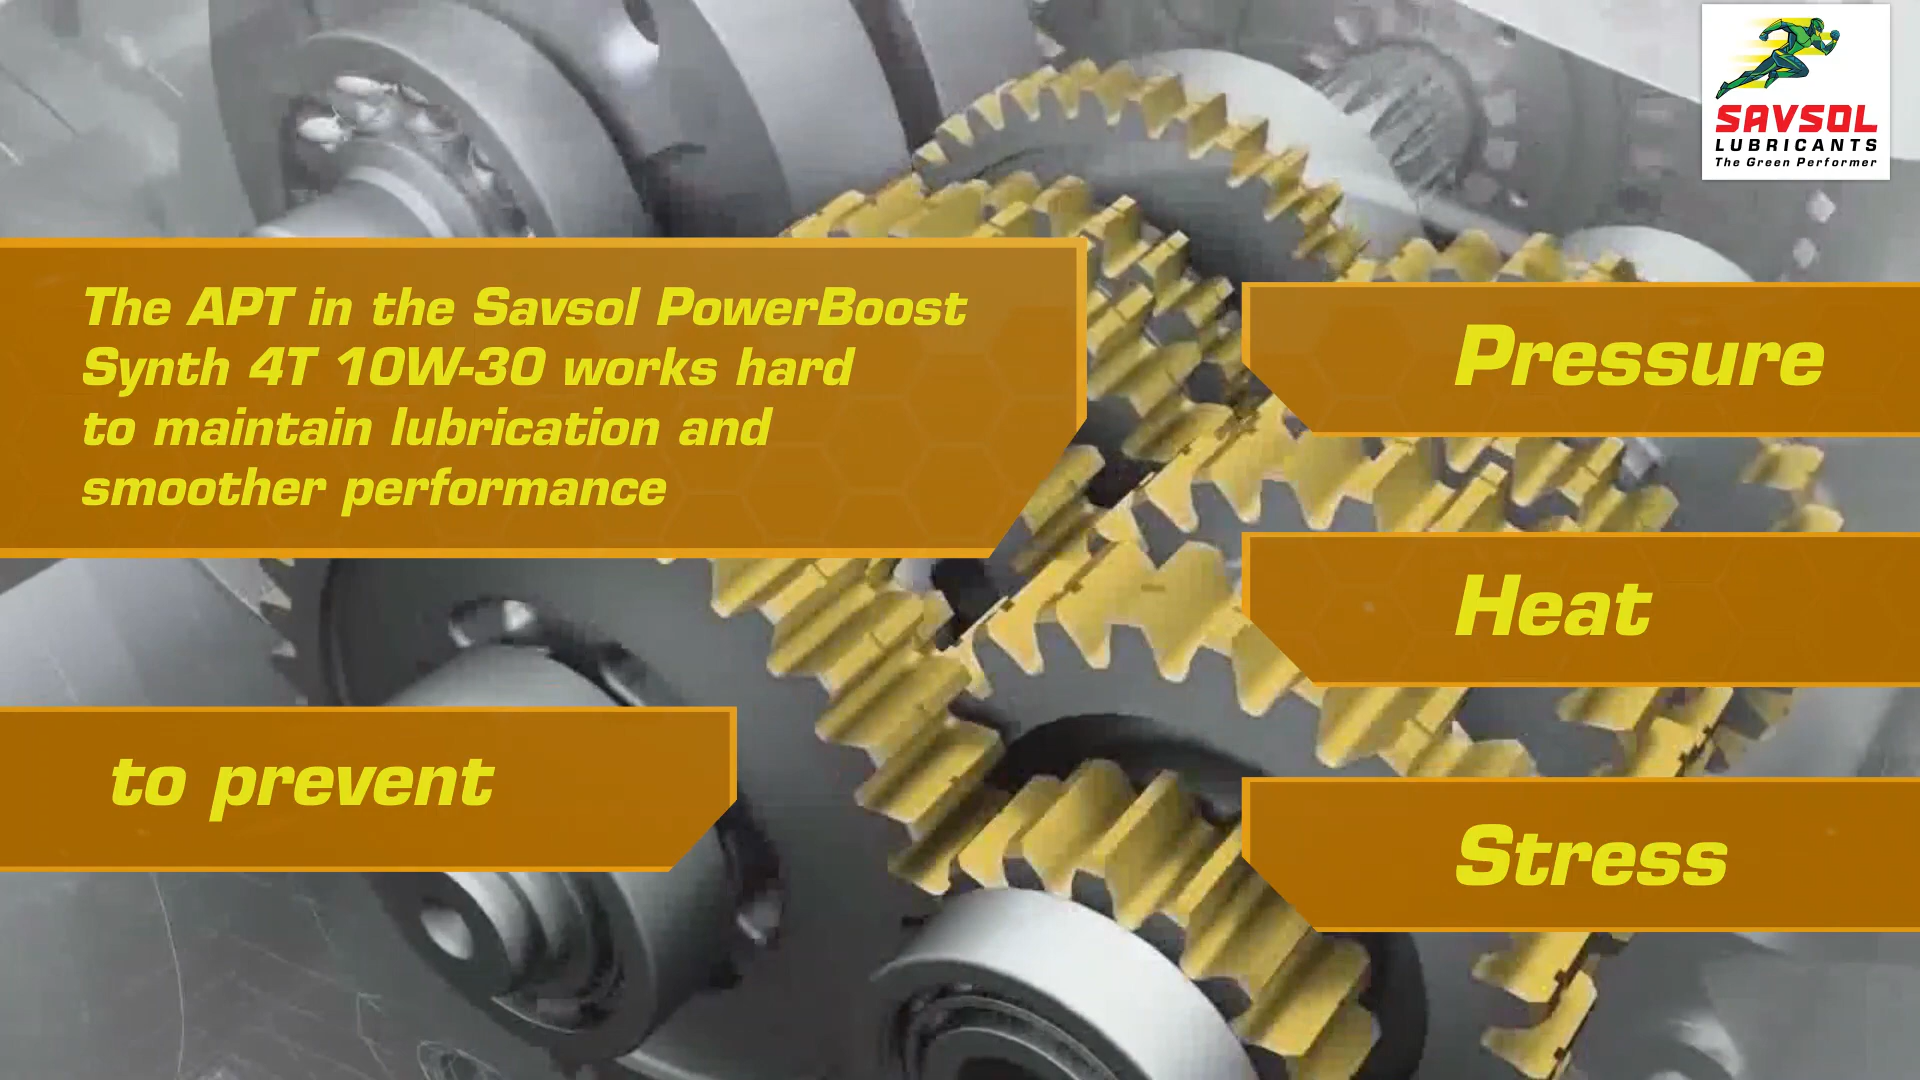 SAVSOL
LUBRICANTS
The Green Performer
The APT in the Savsol PowerBoost
Synth 4T 10W-30 works hard
to maintain lubrication and
smoother performance
to prevent
Pressure
Heat
Stress